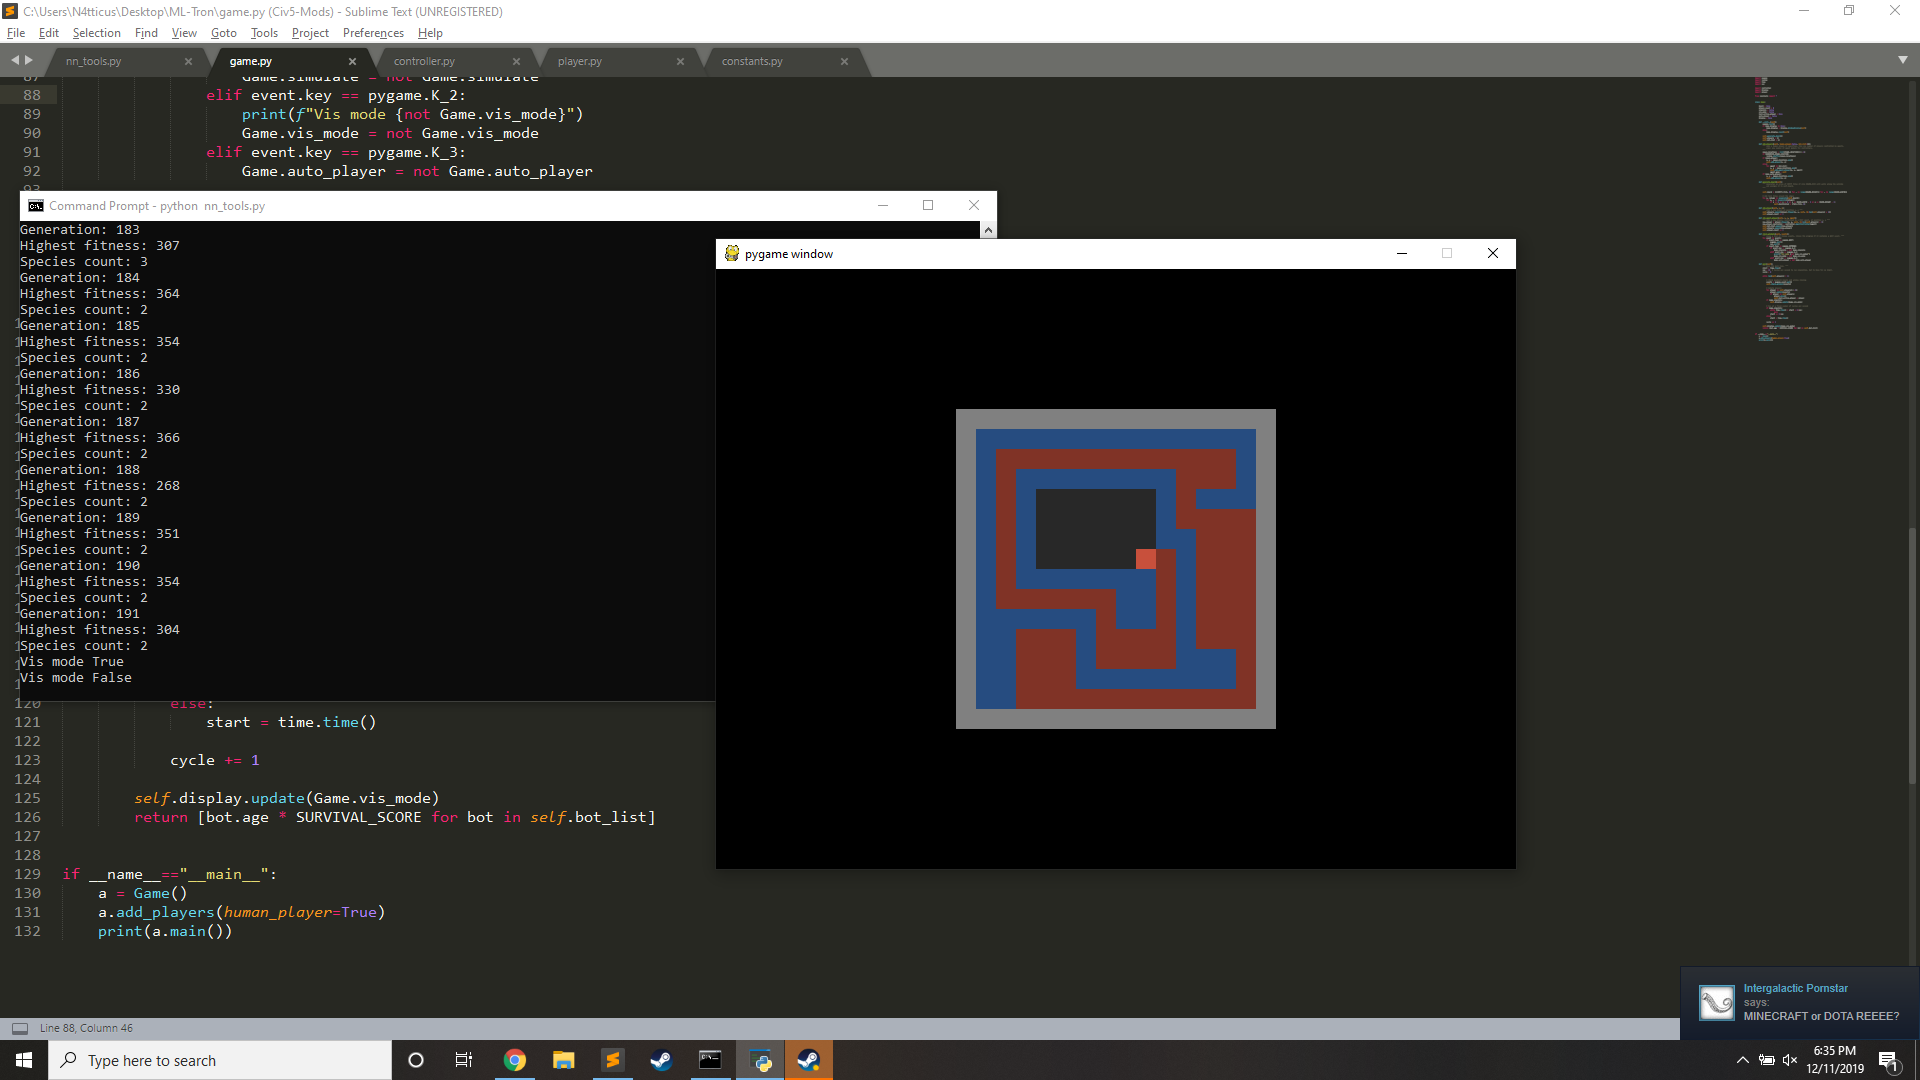 C:\Users\N4tticus\Desktop\ML-Tron\game.py (Civ5-Mods) - Sublime Text (UNREGISTERED)
File Edit Selection Find View Goto Tools Project Preferences Help
nn_tools.py game.py controller.py player.py constants.py
87 Game.simulate = not Game.simulate
88 elif event.key == pygame.K_2:
89 print(f"Vis mode {not Game.vis_mode}")
90 Game.vis_mode = not Game.vis_mode
91 elif event.key == pygame.K_3:
92 Game.auto_player = not Game.auto_player
93
Command Prompt - python nn_tools.py
Generation: 183
Highest fitness: 307
Species count: 3
Generation: 184
Highest fitness: 364
Species count: 2
Generation: 185
Highest fitness: 354
Species count: 2
Generation: 186
Highest fitness: 330
Species count: 2
Generation: 187
Highest fitness: 366
Species count: 2
Generation: 188
Highest fitness: 268
Species count: 2
Generation: 189
Highest fitness: 351
Species count: 2
Generation: 190
Highest fitness: 354
Species count: 2
Generation: 191
Highest fitness: 304
Species count: 2
Vis mode True
Vis mode False
pygame window
120 else:
121 start = time.time()
122
123 cycle += 1
124
125 self.display.update(Game.vis_mode)
126 return [bot.age * SURVIVAL_SCORE for bot in self.bot_list]
127
128
129 if __name__=="__main__":
130 a = Game()
131 a.add_players(human_player=True)
132 print(a.main())
Intergalactic Pornstar
says:
MINECRAFT or DOTA REEEE?
Line 88, Column 46
Type here to search
6:35 PM
12/11/2019
1